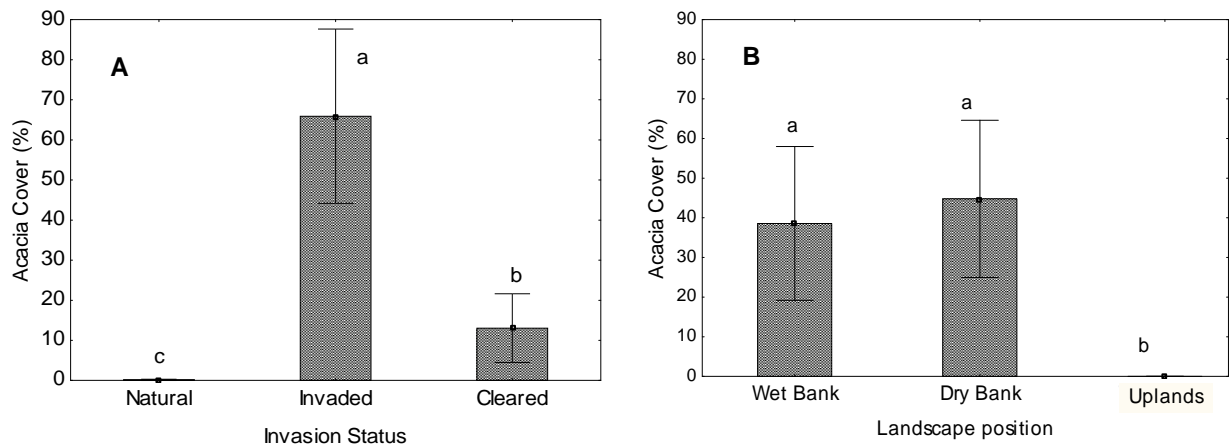 A
Acacia Cover (%)
90
80
70
60
50
40
30
20
10
0
a
b
c
Natural Invaded Cleared
Invasion Status
B
Acacia Cover (%)
90
80
70
60
50
40
30
20
10
0
a
a
b
Wet Bank Dry Bank Uplands
Landscape position